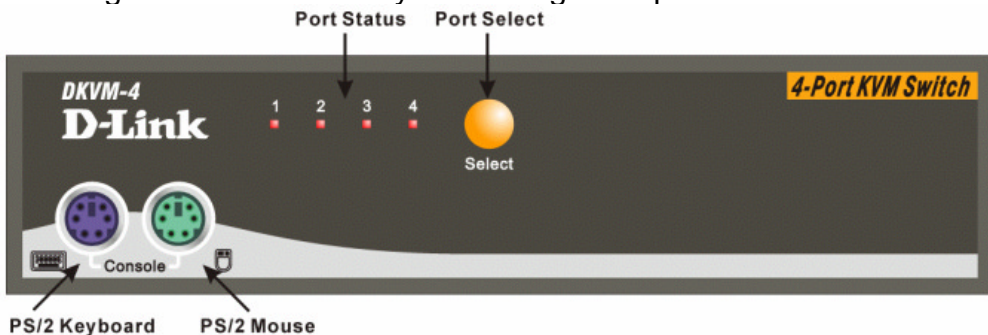 Port Status Port Select
DKVM-4
D-Link
4-Port KVM Switch
1 2 3 4
Select
Console
PS/2 Keyboard PS/2 Mouse